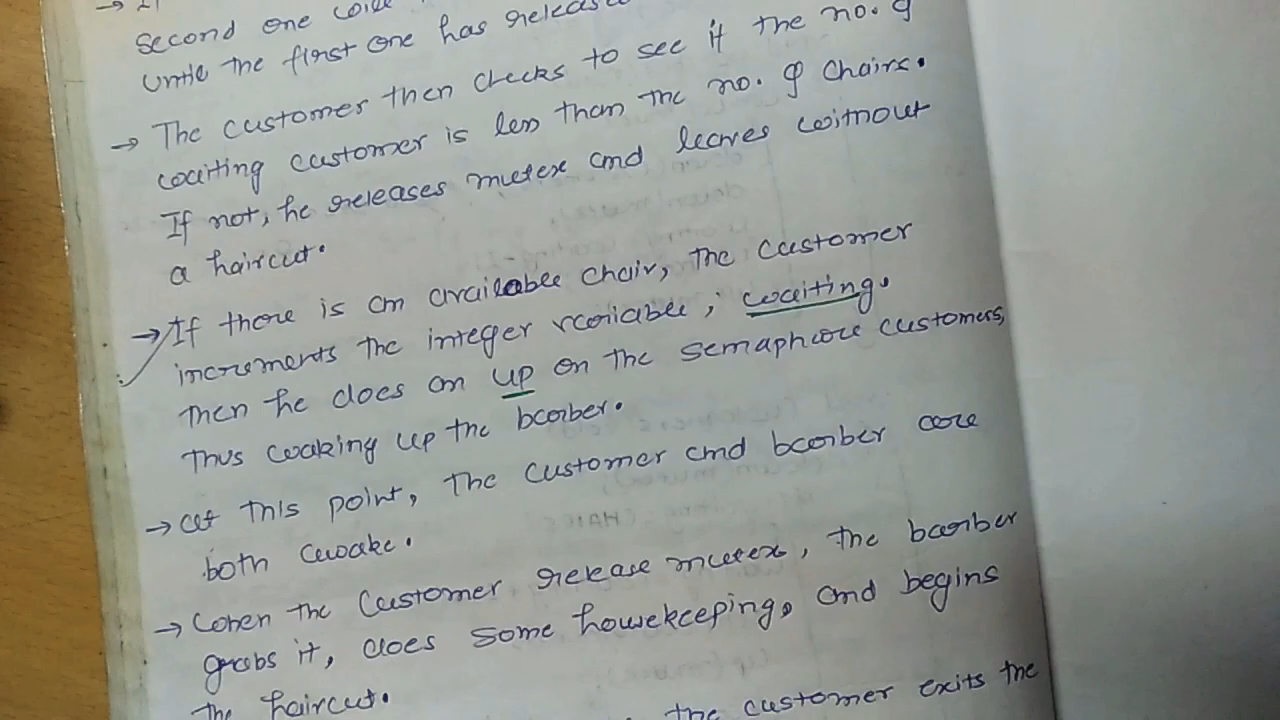 second one
until the first one has
→ The customer then checks to see if the no. of
waiting customer is less than the no. of chairs.
If not, he releases mutex and leaves without
a haircut.
→ If there is an available chair, the customer
increments the integer variable, waiting.
Then he does an up on the semaphore customers,
thus waking up the barber.
→ At this point, the customer and barber are
both awake.
→ When the customer release mutex, the barber
grabs it, does some housekeeping, and begins
the haircut.
the customer exits the